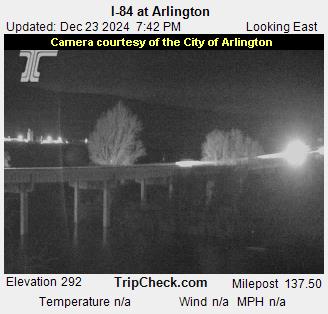 I-84 at Arlington
Updated: Dec 23 2024 7:42 PM Looking East
Camera courtesy of the City of Arlington
Elevation 292 TripCheck.com Milepost 137.50
Temperature n/a Wind n/a MPH n/a